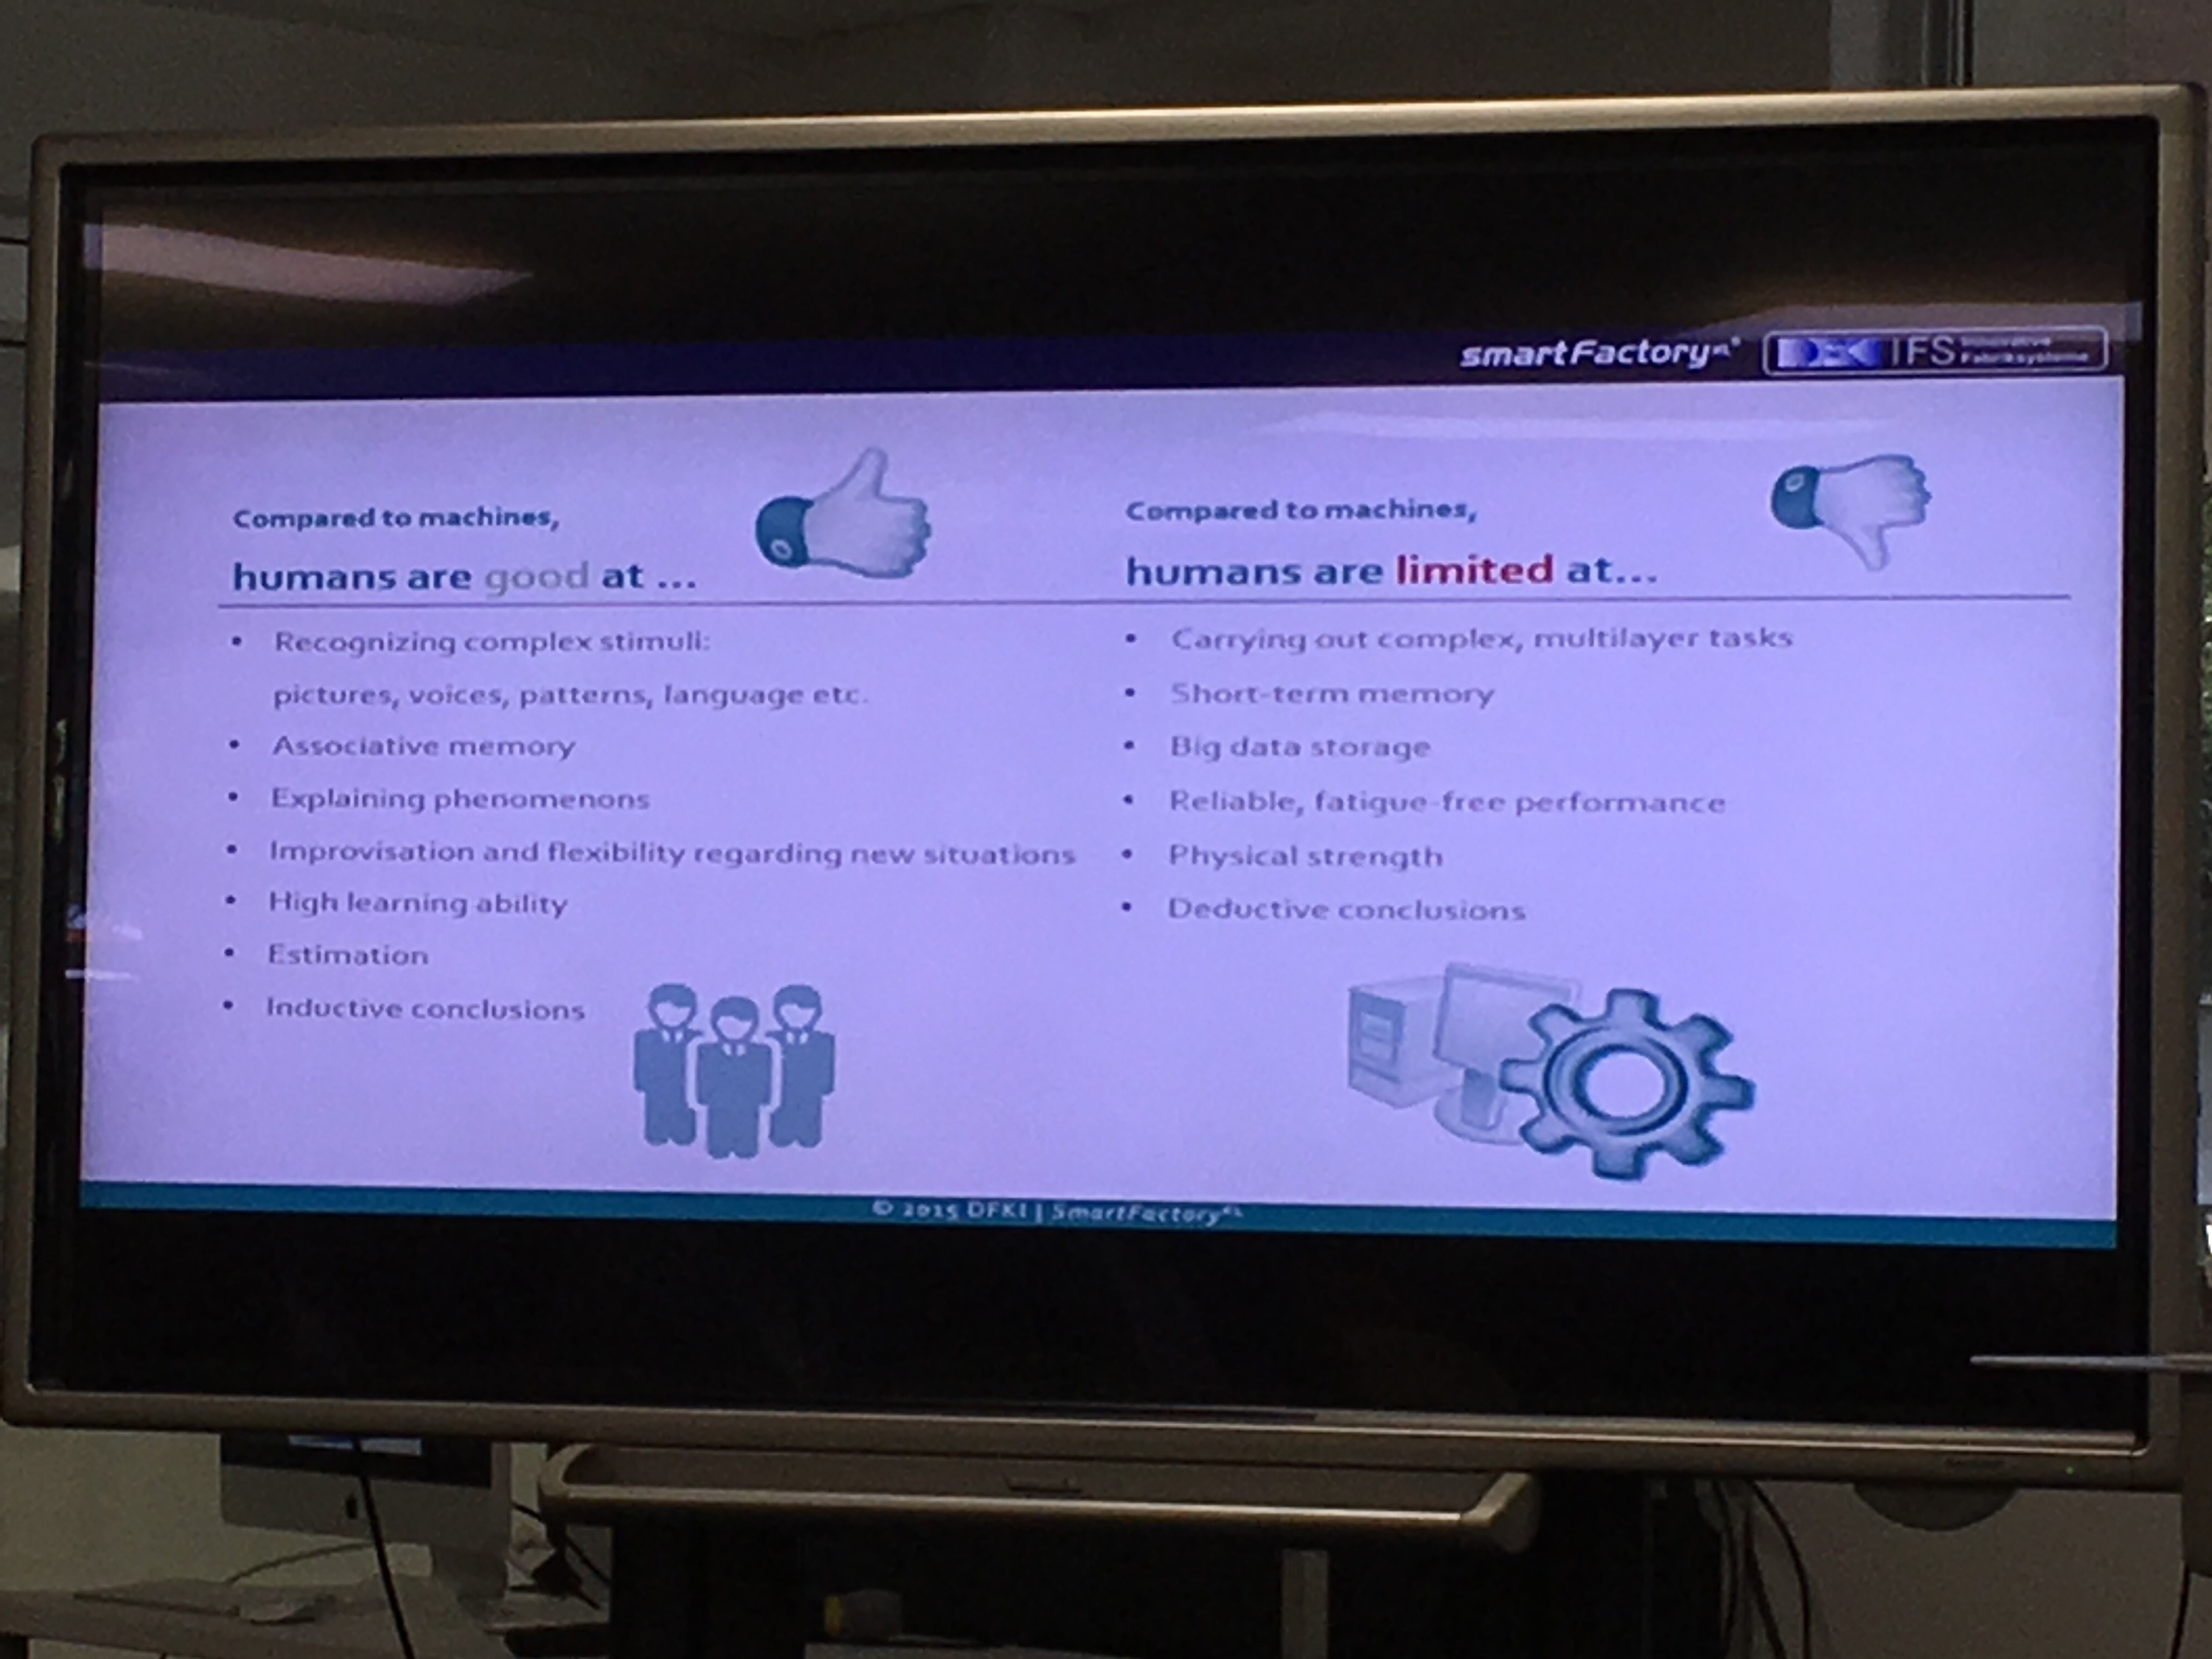 smartFactory KL
IFS Innovative
Fabriksysteme
Compared to machines,
humans are good at ...
• Recognizing complex stimuli:
pictures, voices, patterns, language etc.
• Associative memory
• Explaining phenomenons
• Improvisation and flexibility regarding new situations
• High learning ability
• Estimation
• Inductive conclusions
Compared to machines,
humans are limited at...
• Carrying out complex, multilayer tasks
• Short-term memory
• Big data storage
• Reliable, fatigue-free performance
• Physical strength
• Deductive conclusions
© 2015 DFKI | SmartFactory KL